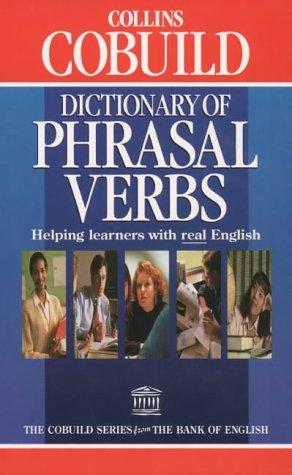 COLLINS
COBUILD
DICTIONARY OF
PHRASAL
VERBS
Helping learners with real English
THE COBUILD SERIES from THE BANK OF ENGLISH